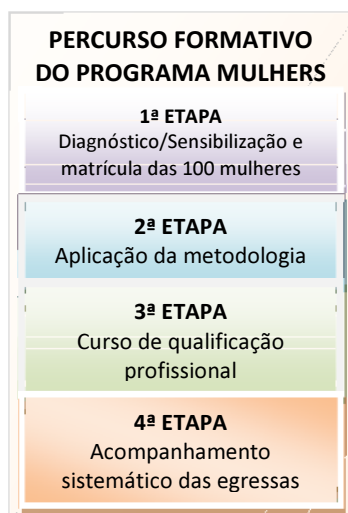 PERCURSO FORMATIVO
DO PROGRAMA MULHERS
1ª ETAPA
Diagnóstico/Sensibilização e
matrícula das 100 mulheres
2ª ETAPA
Aplicação da metodologia
3ª ETAPA
Curso de qualificação
profissional
4ª ETAPA
Acompanhamento
sistemático das egressas